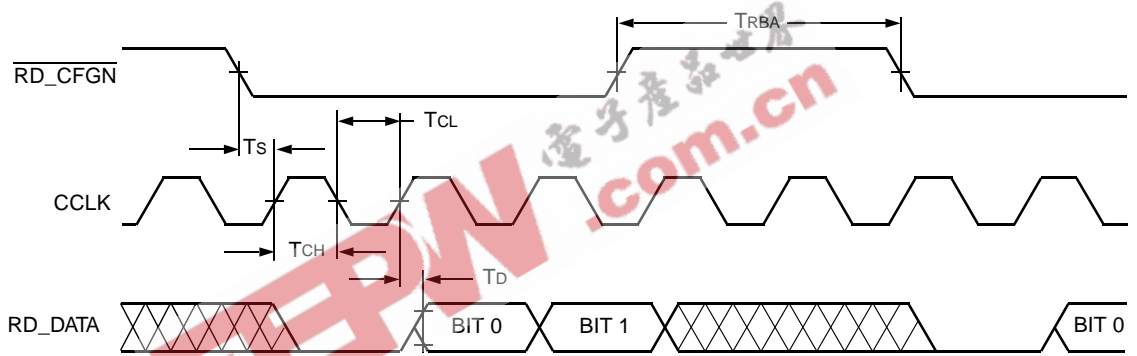 TRBA
RD_CFGN
TCL
TS
CCLK
TCH
TD
RD_DATA
BIT 0
BIT 1
BIT 0
電子產品世界
EEPW
.com.cn